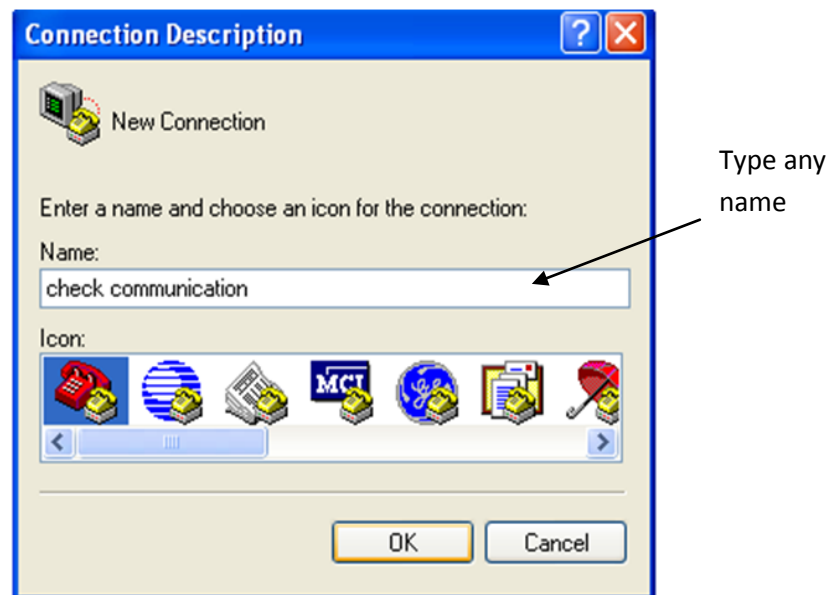 Connection Description
New Connection
Type any
name
Enter a name and choose an icon for the connection:
Name:
check communication
Icon:
MCI
OK
Cancel